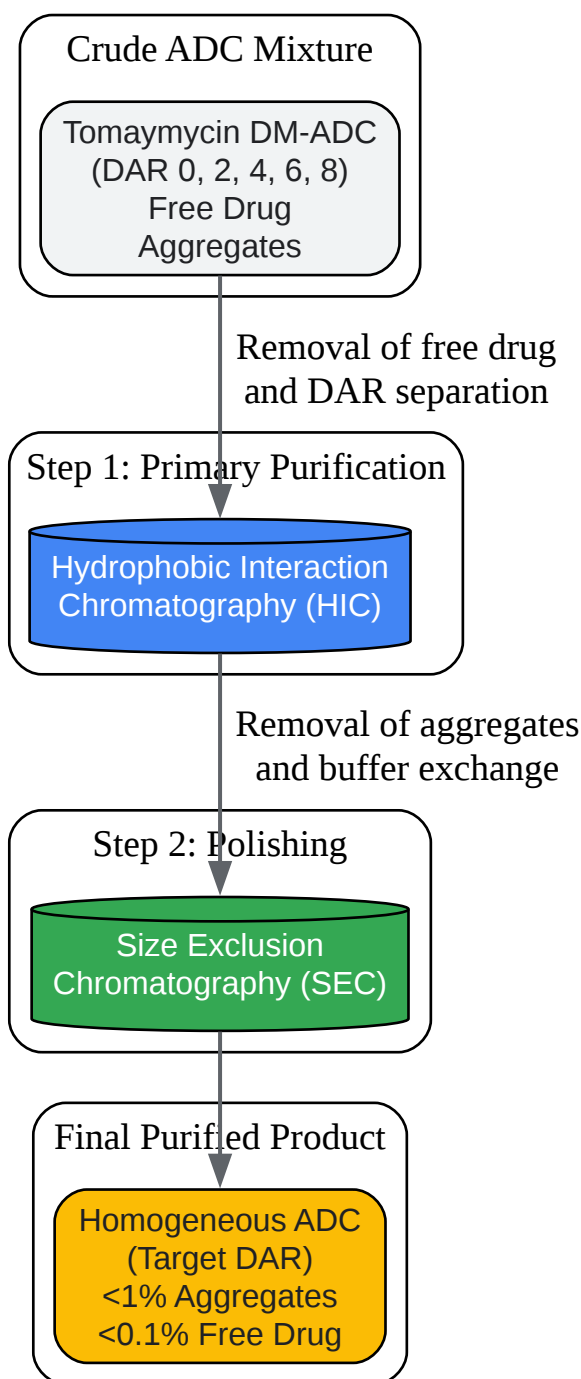 Crude ADC Mixture
Tomaymycin DM-ADC
(DAR 0, 2, 4, 6, 8)
Free Drug
Aggregates
Removal of free drug
and DAR separation
Step 1: Primary Purification
Hydrophobic Interaction
Chromatography (HIC)
Removal of aggregates
and buffer exchange
Step 2: Polishing
Size Exclusion
Chromatography (SEC)
Final Purified Product
Homogeneous ADC
(Target DAR)
<1% Aggregates
<0.1% Free Drug